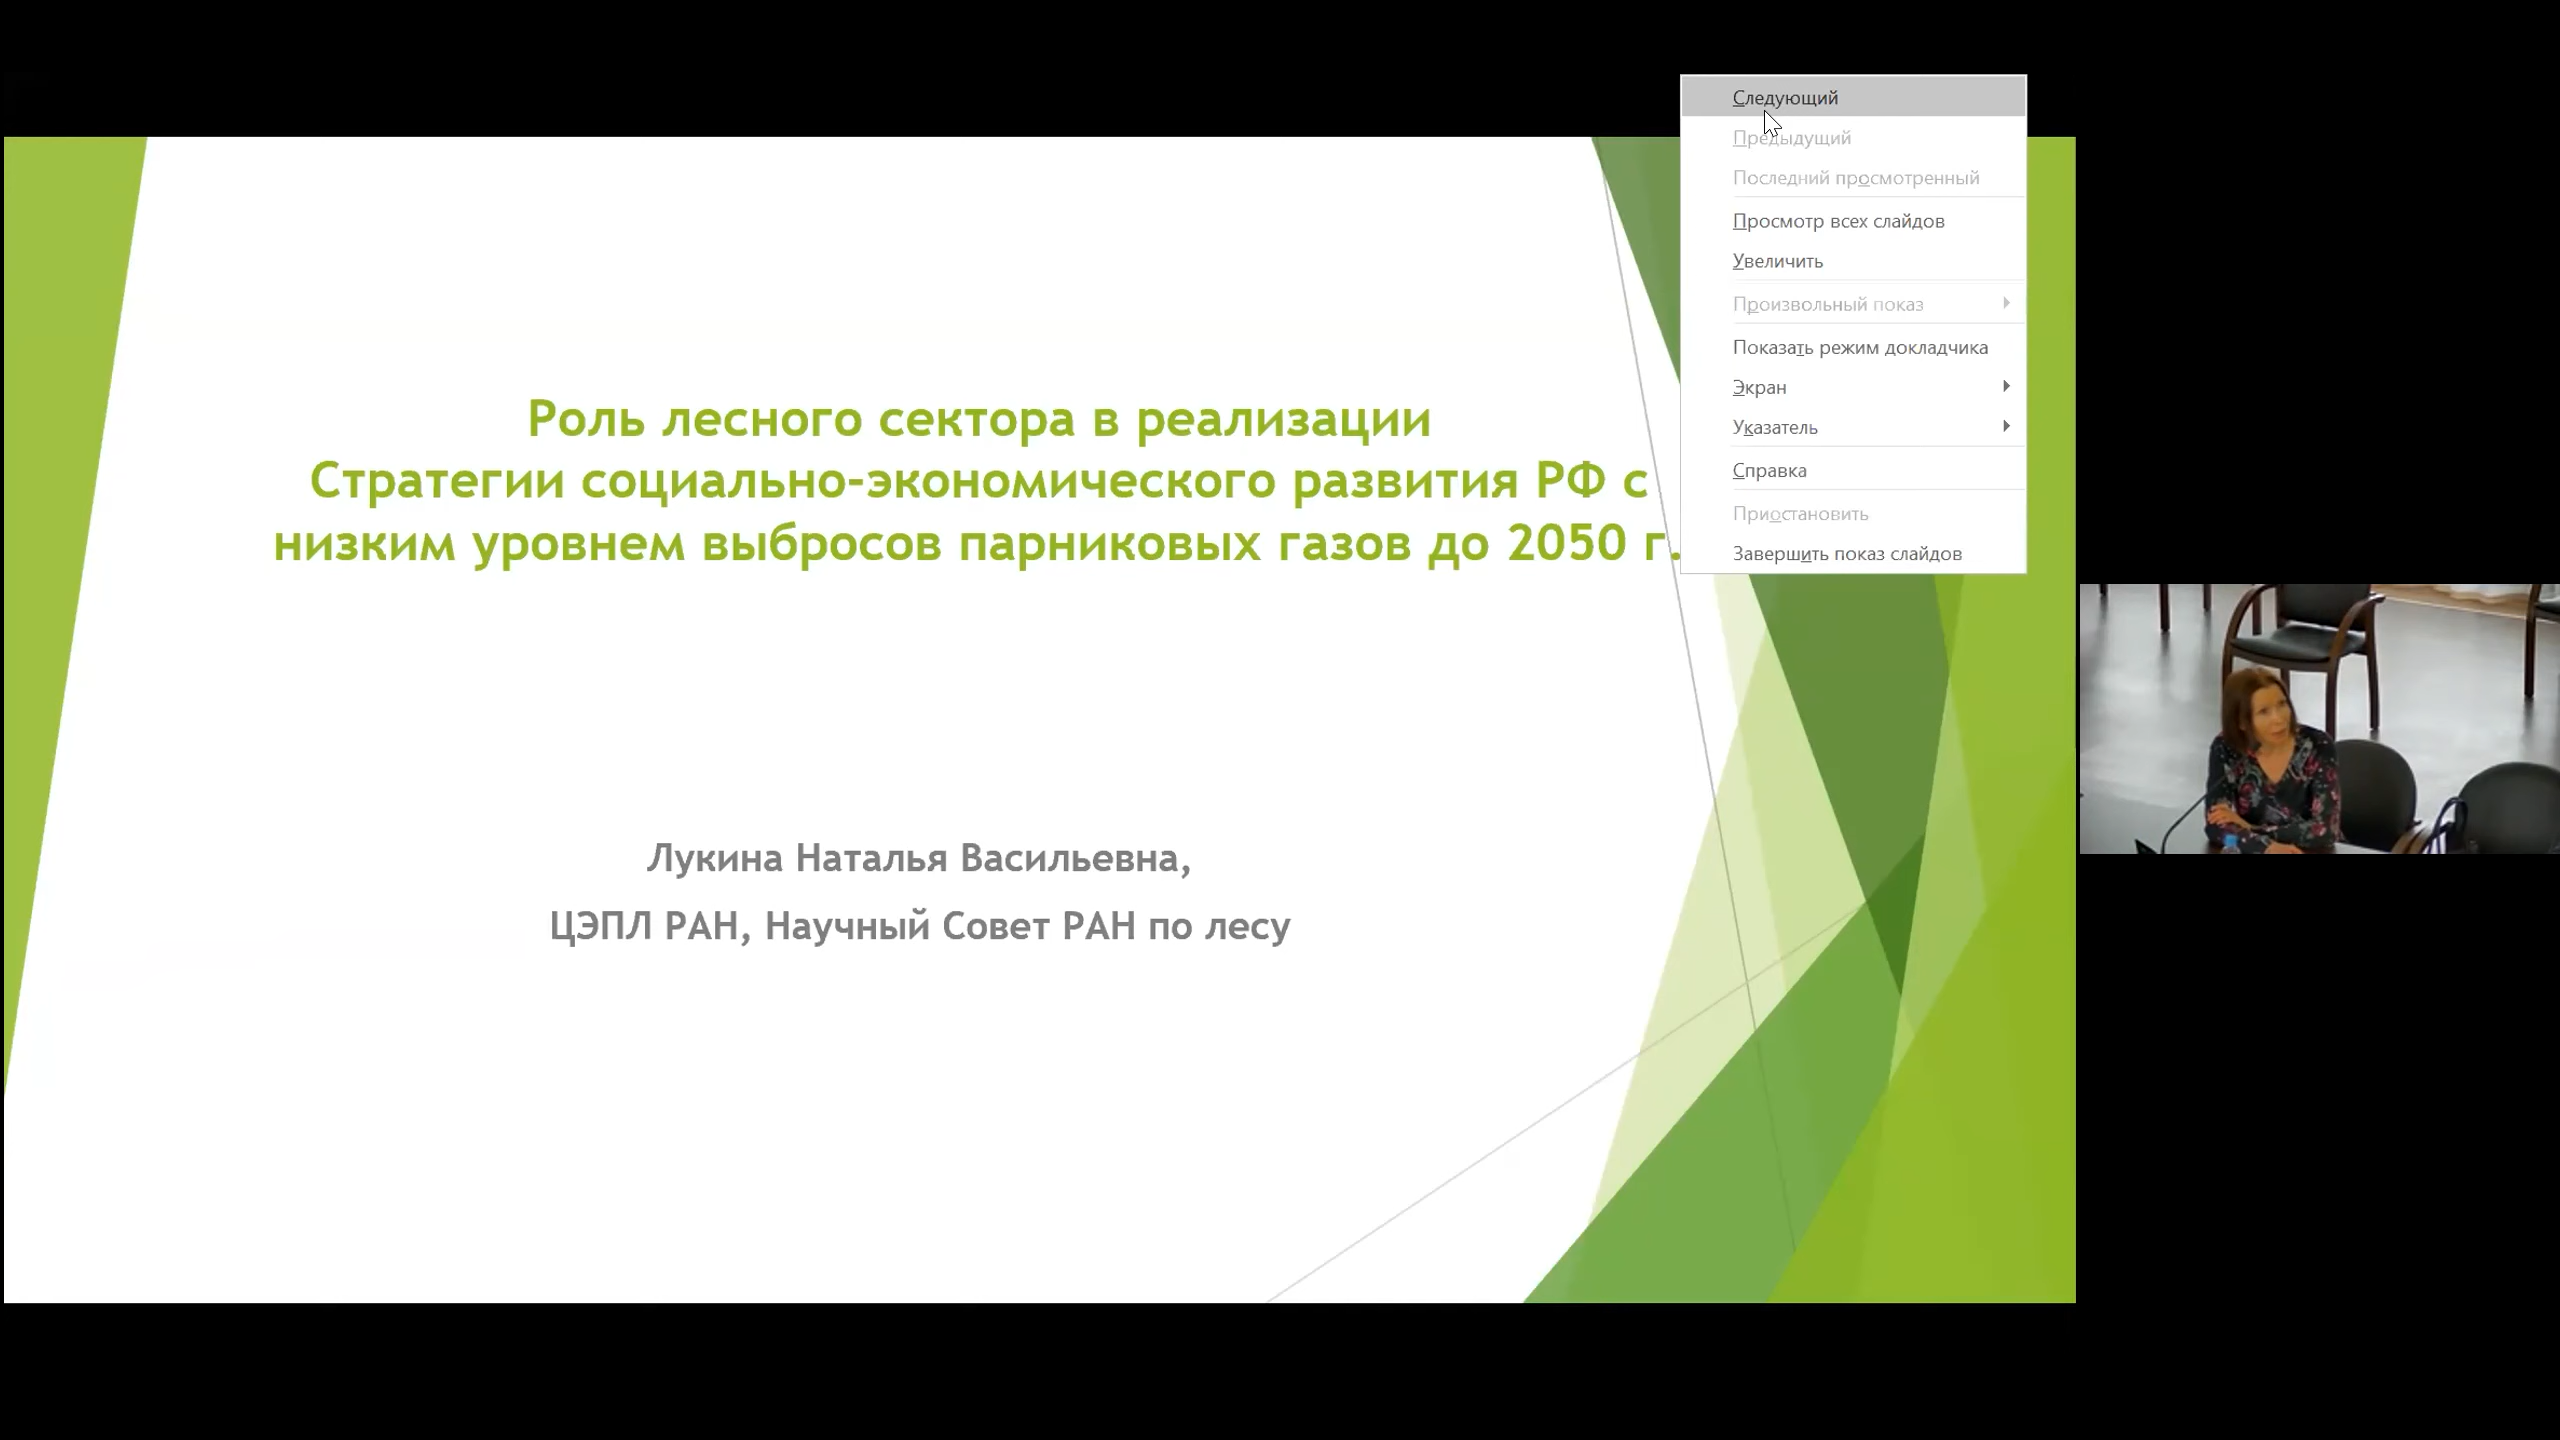 Роль лесного сектора в реализации
Стратегии социально-экономического развития РФ с
низким уровнем выбросов парниковых газов до 2050 г.
Лукина Наталья Васильевна,
ЦЭПЛ РАН, Научный Совет РАН по лесу
Следующий
Предыдущий
Последний просмотренный
Просмотр всех слайдов
Увеличить
Произвольный показ
Показать режим докладчика
Экран
Указатель
Справка
Приостановить
Завершить показ слайдов